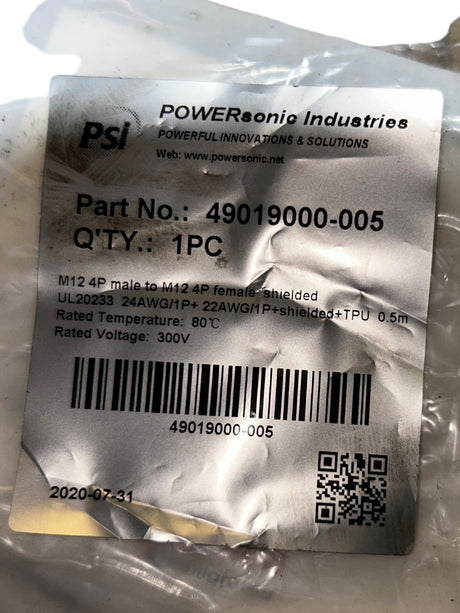 PSi
POWERsonic Industries
POWERFUL INNOVATIONS & SOLUTIONS
Web: www.powersonic.net
Part No.: 49019000-005
Q'TY.: 1PC
M12 4P male to M12 4P female shielded
UL20233 24AWG/1P+ 22AWG/1P+shielded+TPU 0.5m
Rated Temperature: 80℃
Rated Voltage: 300V
49019000-005
2020-07-31